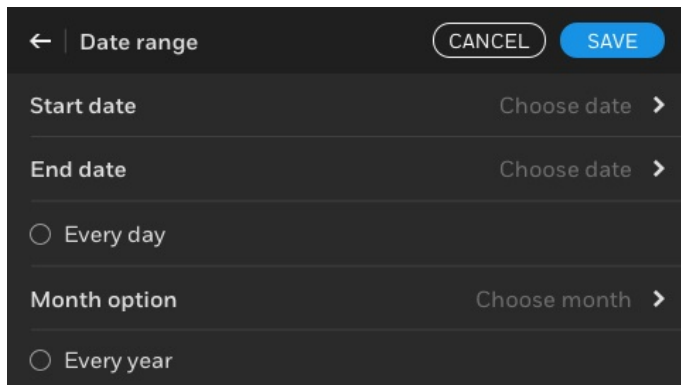 Date range CANCEL SAVE
Start date Choose date
End date Choose date
Every day
Month option Choose month
Every year